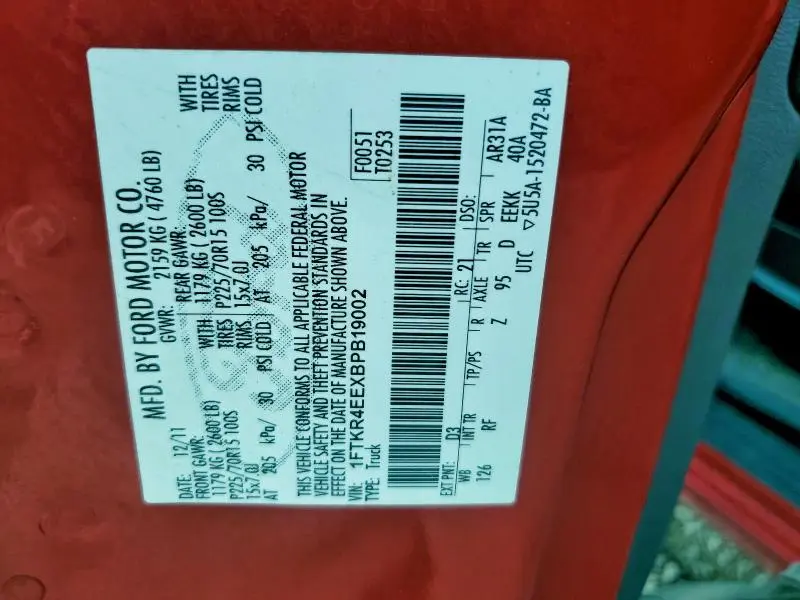 MFD. BY FORD MOTOR CO.
DATE: 12/11 GVWR: 2159 KG ( 4760 LB)
FRONT GAWR: REAR GAWR:
1179 KG ( 2600 LB) WITH 1179 KG ( 2600 LB) WITH
P225/70R15 100S TIRES P225/70R15 100S TIRES
15x7.0J RIMS 15x7.0J RIMS
AT 205 kPa/ 30 PSI COLD AT 205 kPa/ 30 PSI COLD
THIS VEHICLE CONFORMS TO ALL APPLICABLE FEDERAL MOTOR
VEHICLE SAFETY AND THEFT PREVENTION STANDARDS IN
EFFECT ON THE DATE OF MANUFACTURE SHOWN ABOVE.
VIN: 1FTKR4EEXBPB19002
TYPE: Truck
F0051
T0253
EXT PNT: D3 RC: 21 DSO:
WB INT TR TP/PS R AXLE TR SPR AR31A
126 RF Z 95 D EEKK 40A
UTC ▽5U5A-1520472-BA